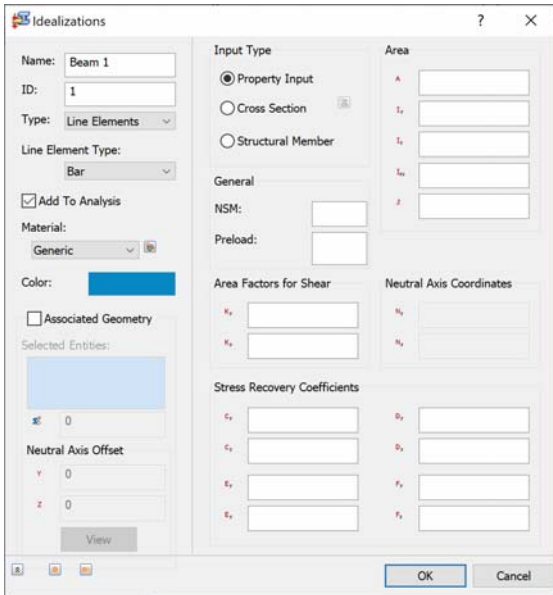 Idealizations
?
Name: Beam 1
ID: 1
Type: Line Elements
Line Element Type:
Bar
Add To Analysis
Material:
Generic
Color:
Associated Geometry
Selected Entities:
0
Neutral Axis Offset
Y 0
Z 0
View
Input Type
Property Input
Cross Section
Structural Member
General
NSM:
Preload:
Area Factors for Shear
Stress Recovery Coefficients
Area
A
J
Neutral Axis Coordinates
OK
Cancel